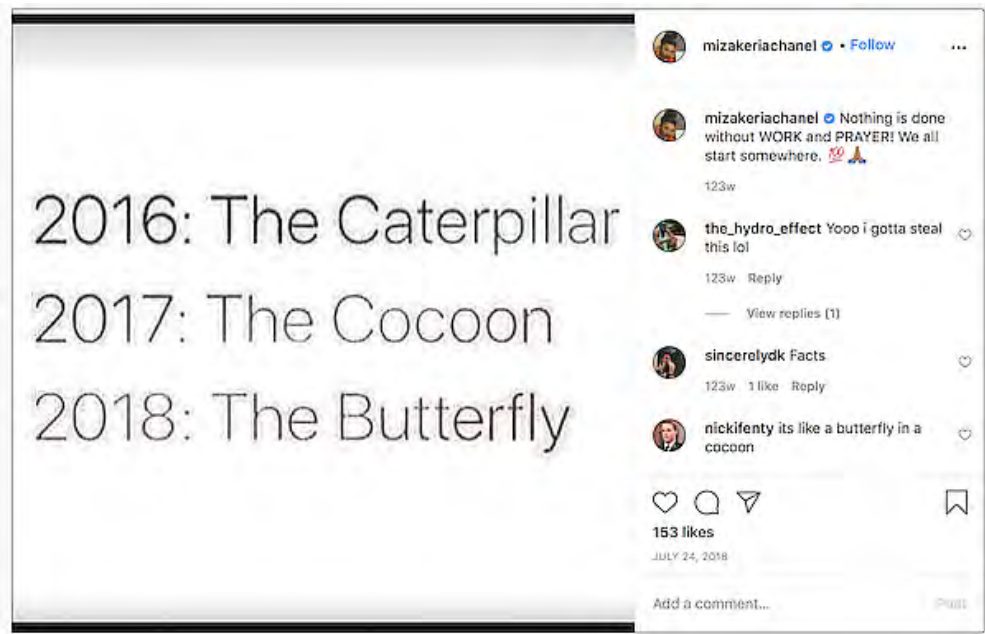 2016: The Caterpillar
2017: The Cocoon
2018: The Butterfly
mizakeriachanel • Follow
mizakeriachanel Nothing is done
without WORK and PRAYER! We all
start somewhere. 💯🙏🏾
123w
the_hydro_effect Yooo i gotta steal
this lol
123w Reply
View replies (1)
sincerelydk Facts
123w 1 like Reply
nickifenty its like a butterfly in a
cocoon
153 likes
JULY 24, 2018
Add a comment... Post